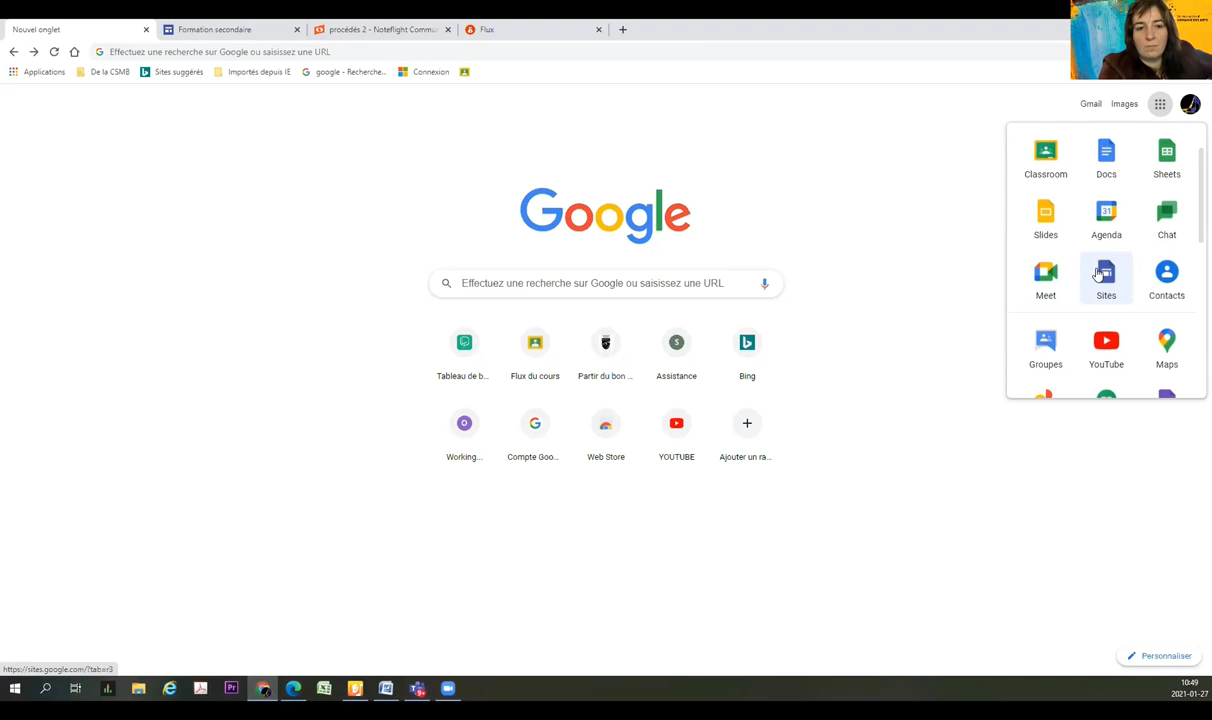 Nouvel onglet
Formation secondaire
procédés 2 - Noteflight Commun
Flux
Effectuez une recherche sur Google ou saisissez une URL
Applications
De la CSMB
Sites suggérés
Importés depuis IE
google - Recherche...
Connexion
Gmail
Images
Classroom
Docs
Sheets
Slides
31
Agenda
Chat
Meet
Sites
Contacts
Groupes
YouTube
Maps
Google
Effectuez une recherche sur Google ou saisissez une URL
Tableau de b...
Flux du cours
Partir du bon ...
S
Assistance
Bing
O
Working...
Compte Goo...
Web Store
YOUTUBE
Ajouter un ra...
Personnaliser
https://sites.google.com/?tab=r3
Pr
9+
10:49
2021-01-27